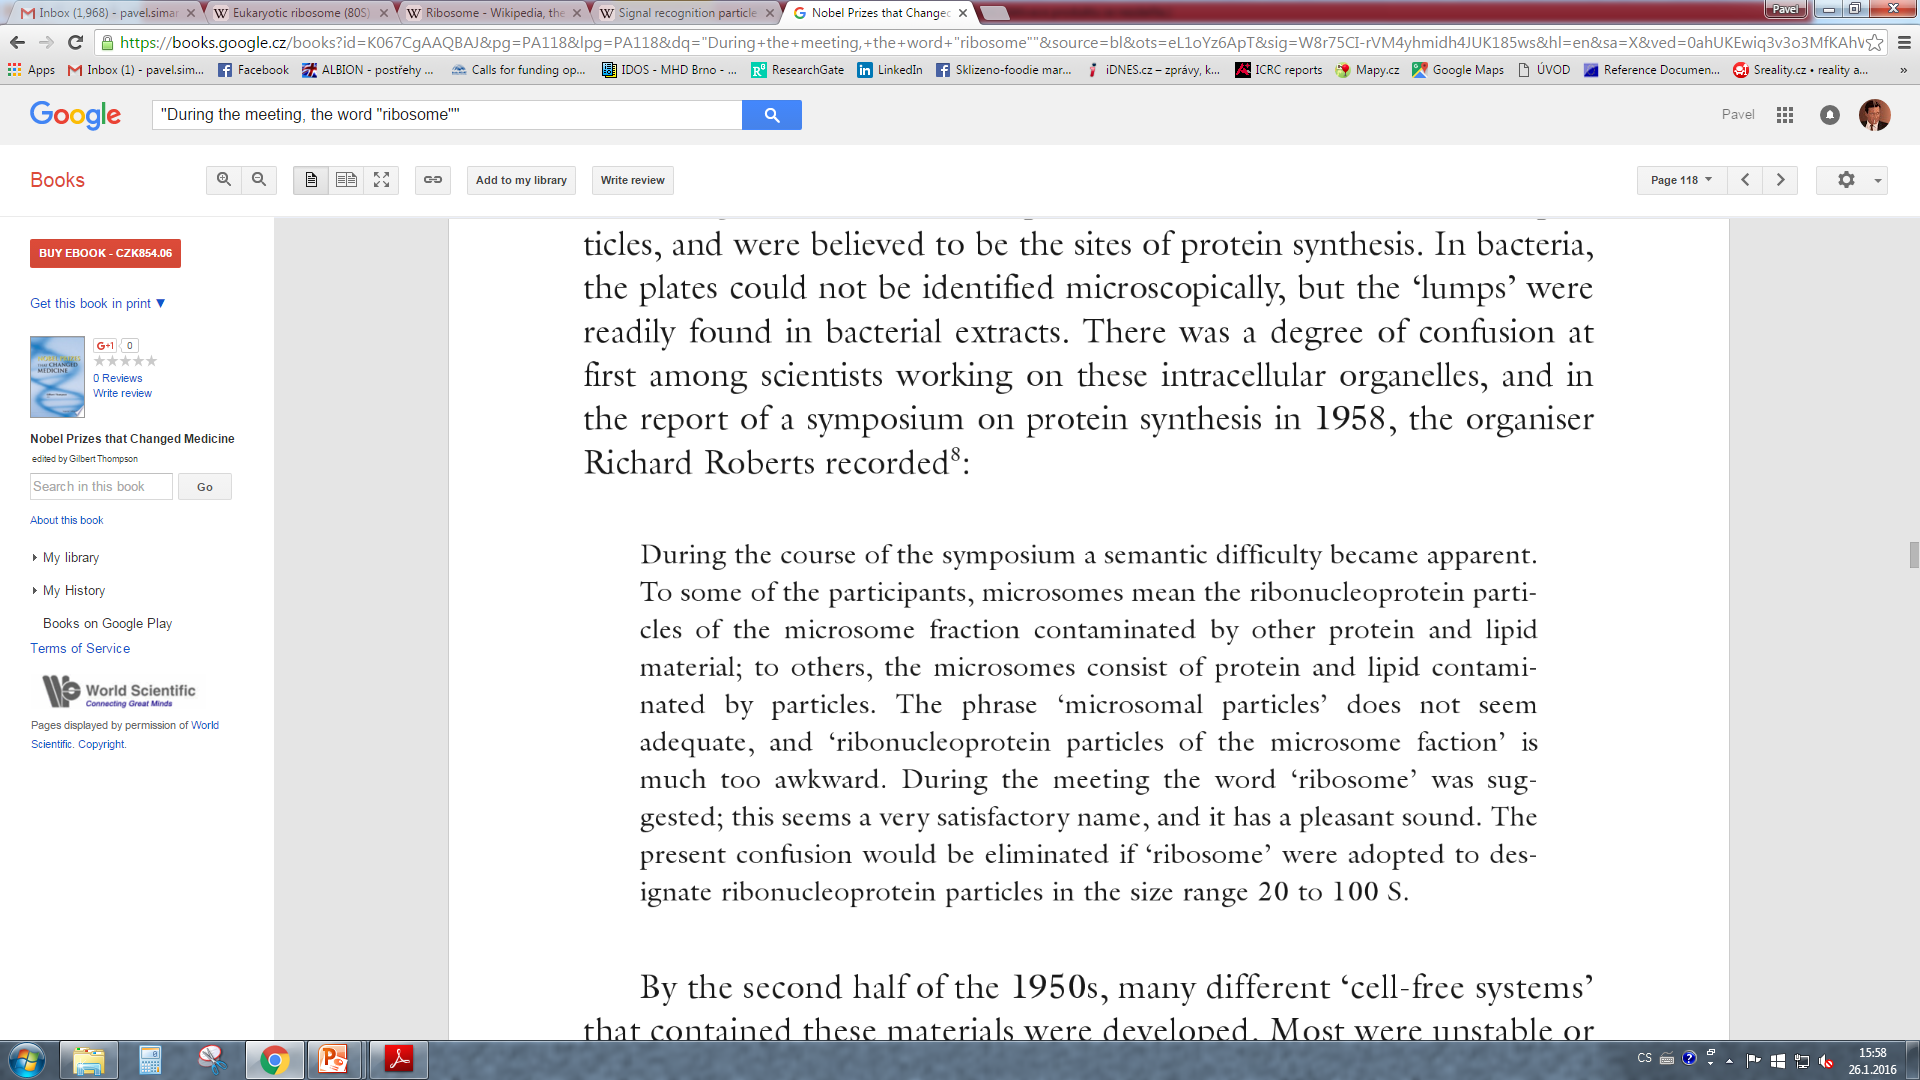 Inbox (1,968) - pavel.simar
Eukaryotic ribosome (80S)
Ribosome - Wikipedia, the
Signal recognition particle
Nobel Prizes that Changed
Pavel
https://books.google.cz/books?id=K067CgAAQBAJ&pg=PA118&lpg=PA118&dq="During+the+meeting,+the+word+"ribosome""&source=bl&ots=eL1oYz6ApT&sig=W8r75CI-rVM4yhmidh4JUK185ws&hl=en&sa=X&ved=0ahUKEwiq3v3o3MfKAhV
Apps Inbox (1) - pavel.sim... Facebook ALBION - postřehy ... Calls for funding op... IDOS - MHD Brno - ... ResearchGate LinkedIn Sklizeno-foodie mar... iDNES.cz – zprávy, k... ICRC reports Mapy.cz Google Maps ÚVOD Reference Documen... Sreality.cz • reality a... »
Google
"During the meeting, the word "ribosome""
Pavel
Books
Add to my library
Write review
Page 118
BUY EBOOK - CZK854.06
Get this book in print ▼
G+1 0
0 Reviews
Write review
Nobel Prizes that Changed Medicine
edited by Gilbert Thompson
Search in this book
Go
About this book
My library
My History
Books on Google Play
Terms of Service
World Scientific
Connecting Great Minds
Pages displayed by permission of World
Scientific. Copyright.
ticles, and were believed to be the sites of protein synthesis. In bacteria,
the plates could not be identified microscopically, but the ‘lumps’ were
readily found in bacterial extracts. There was a degree of confusion at
first among scientists working on these intracellular organelles, and in
the report of a symposium on protein synthesis in 1958, the organiser
Richard Roberts recorded8:
During the course of the symposium a semantic difficulty became apparent.
To some of the participants, microsomes mean the ribonucleoprotein parti-
cles of the microsome fraction contaminated by other protein and lipid
material; to others, the microsomes consist of protein and lipid contami-
nated by particles. The phrase ‘microsomal particles’ does not seem
adequate, and ‘ribonucleoprotein particles of the microsome faction’ is
much too awkward. During the meeting the word ‘ribosome’ was sug-
gested; this seems a very satisfactory name, and it has a pleasant sound. The
present confusion would be eliminated if ‘ribosome’ were adopted to des-
ignate ribonucleoprotein particles in the size range 20 to 100 S.
By the second half of the 1950s, many different ‘cell-free systems’
that contained these materials were developed. Most were unstable or
CS
15:58
26.1.2016